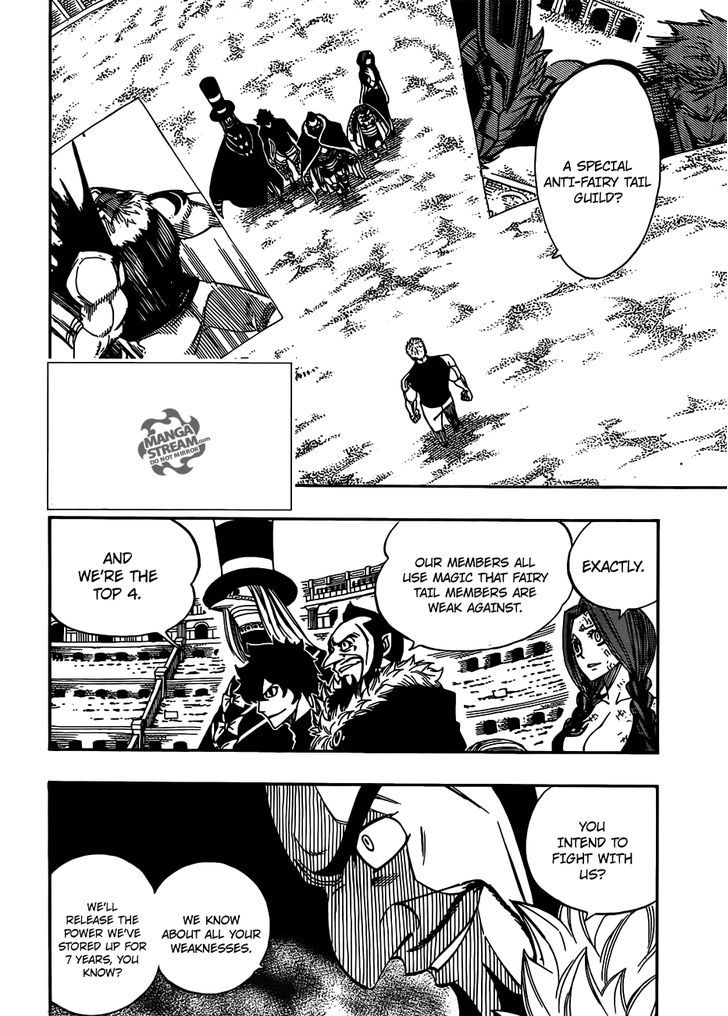 A SPECIAL
ANTI-FAIRY TAIL
GUILD?
MANGA
STREAM.com
DO NOT MIRROR
EXACTLY.
OUR MEMBERS ALL
USE MAGIC THAT FAIRY
TAIL MEMBERS ARE
WEAK AGAINST.
AND
WE'RE THE
TOP 4.
YOU
INTEND TO
FIGHT WITH
US?
WE KNOW
ABOUT ALL YOUR
WEAKNESSES.
WE'LL
RELEASE THE
POWER WE'VE
STORED UP FOR
7 YEARS, YOU
KNOW?